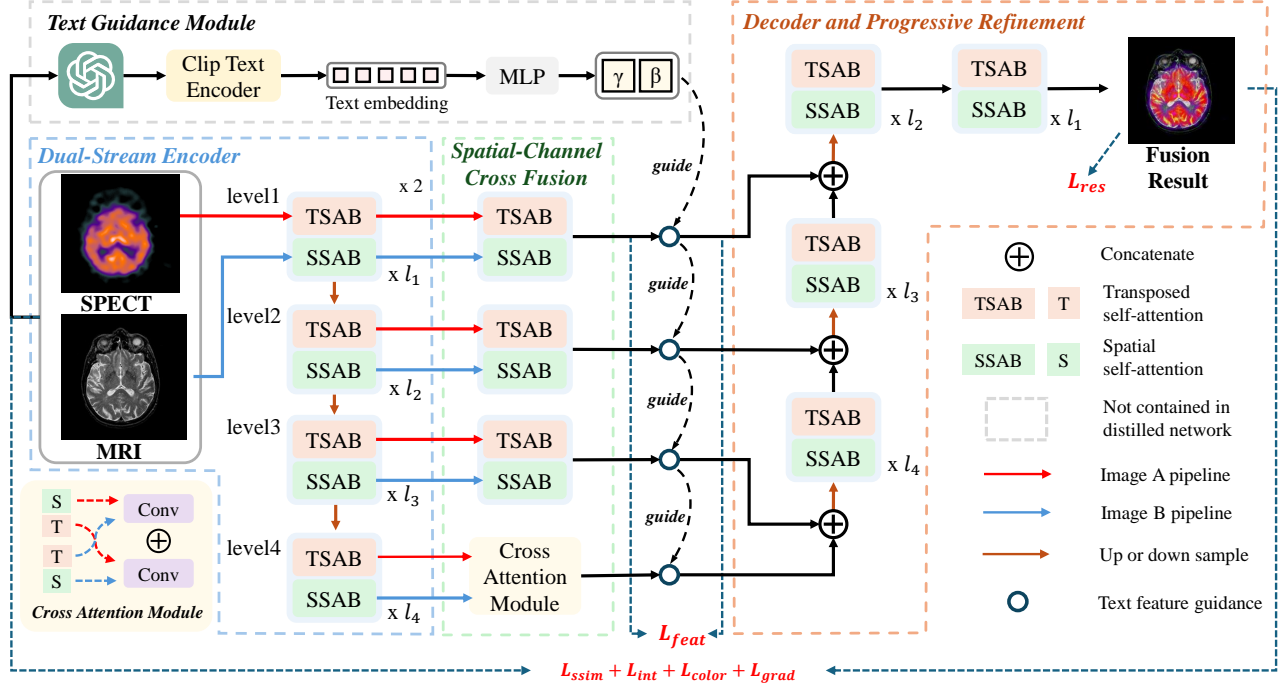 Text Guidance Module
Clip Text
Encoder
Text embedding
MLP
γ
β
Decoder and Progressive Refinement
TSAB
SSAB
x l2
TSAB
SSAB
x l1
Fusion
Result
Lres
Dual-Stream Encoder
Spatial-Channel
Cross Fusion
guide
level1
x 2
TSAB
SSAB
x l1
TSAB
SSAB
SPECT
MRI
guide
level2
TSAB
SSAB
x l2
TSAB
SSAB
guide
level3
TSAB
SSAB
x l3
TSAB
SSAB
guide
level4
TSAB
SSAB
x l4
Cross
Attention
Module
TSAB
SSAB
x l3
TSAB
SSAB
x l4
S
T
T
S
Conv
Conv
Cross Attention Module
Concatenate
TSAB
T
Transposed
self-attention
SSAB
S
Spatial
self-attention
Not contained in
distilled network
Image A pipeline
Image B pipeline
Up or down sample
Text feature guidance
Lfeat
Lssim + Lint + Lcolor + Lgrad